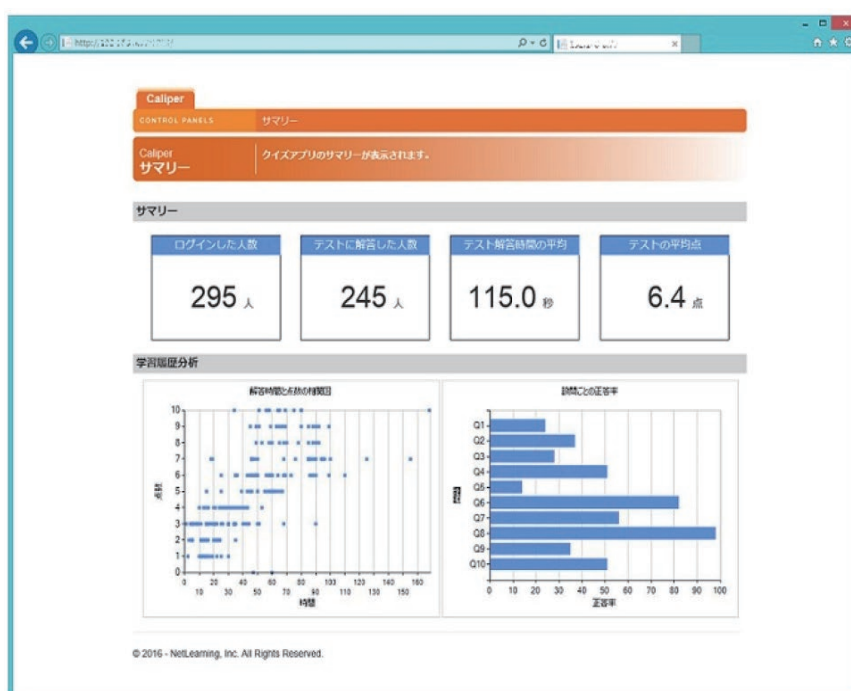 Caliper
CONTROL PANELS サマリー
Caliper
サマリー
クイズアプリのサマリーが表示されます。
サマリー
ログインした人数
295 人
テストに解答した人数
245 人
テスト解答時間の平均
115.0 秒
テストの平均点
6.4 点
学習履歴分析
解答時間と点数の相関図
点数
10
9
8
7
6
5
4
3
2
1
0
0 20 40 60 80 100 120 140 160
10 30 50 70 90 110 130 150
時間
設問ごとの正答率
Q1
Q2
Q3
Q4
Q5
Q6
Q7
Q8
Q9
Q10
0 10 20 30 40 50 60 70 80 90 100
正答率
© 2016 - NetLearning, Inc. All Rights Reserved.